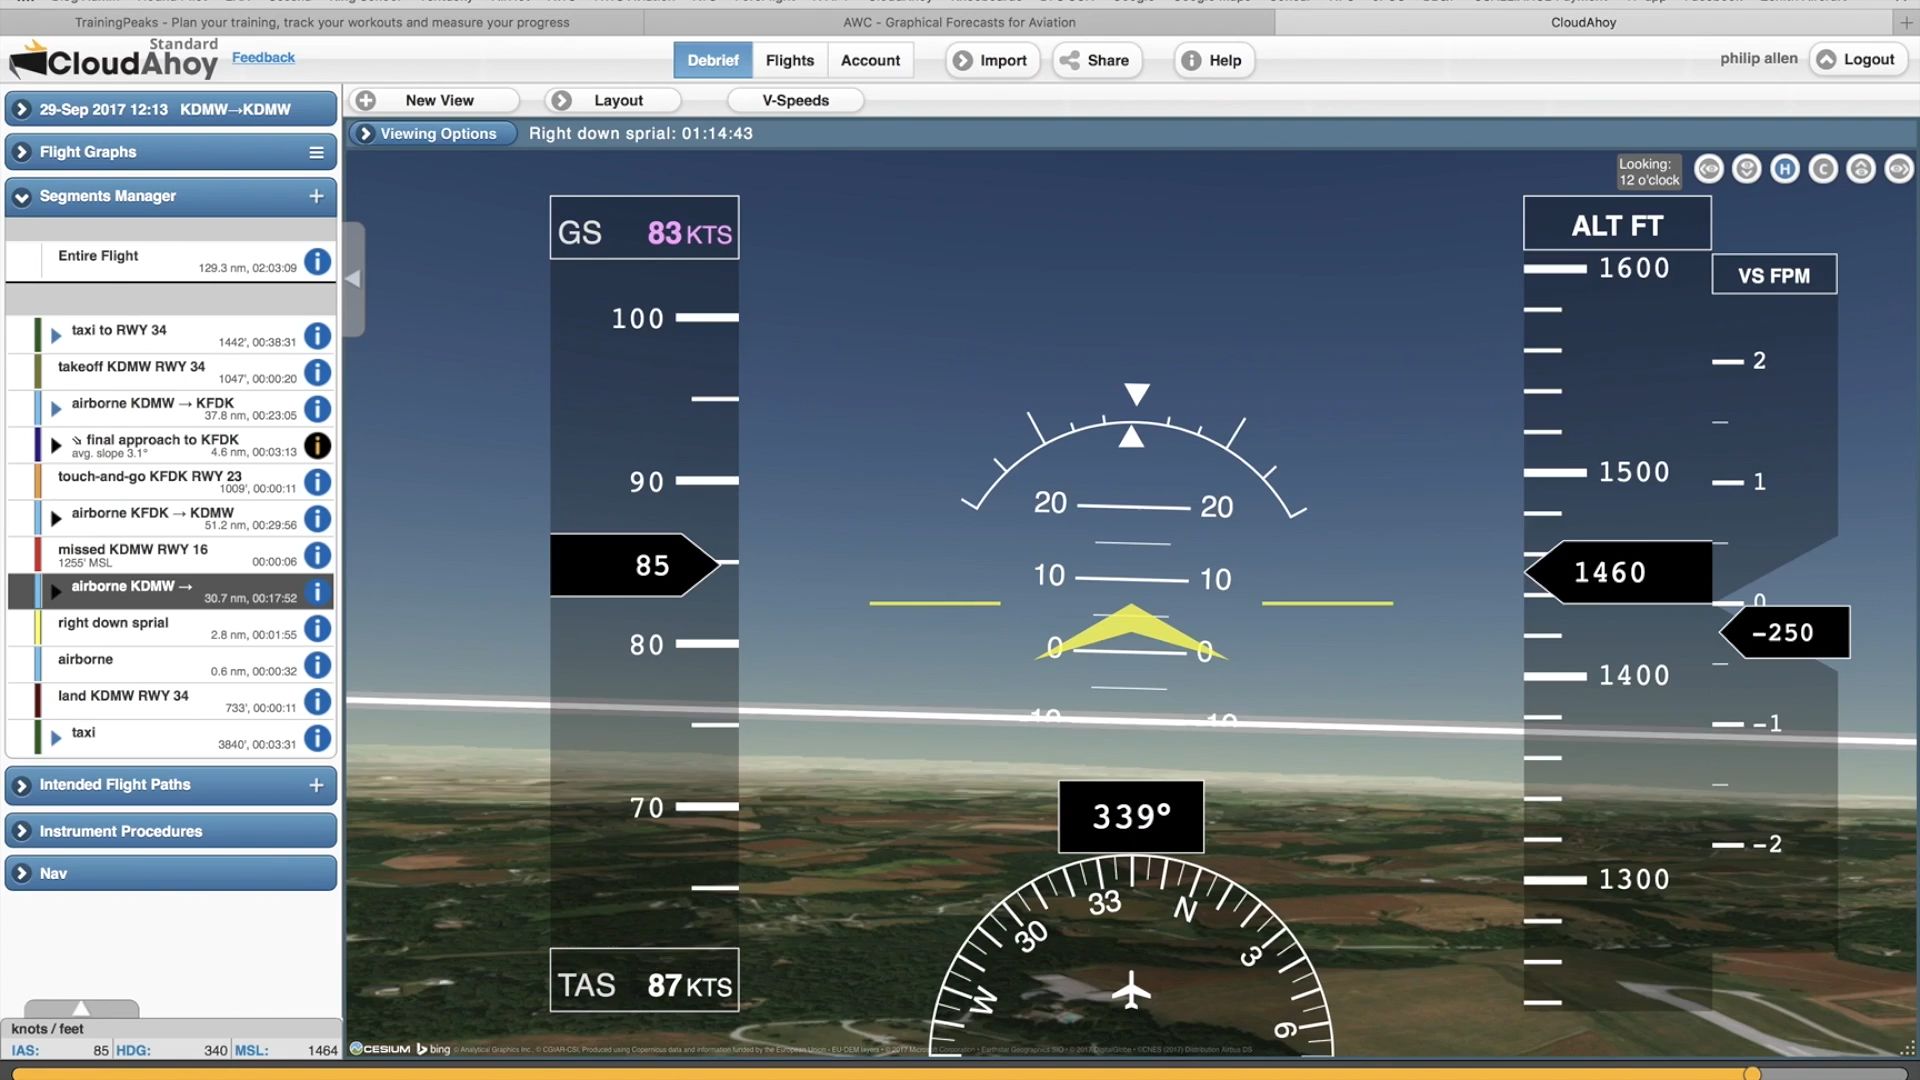 TrainingPeaks - Plan your training, track your workouts and measure your progress
AWC - Graphical Forecasts for Aviation
CloudAhoy
CloudAhoy
Standard
Feedback
Debrief
Flights
Account
Import
Share
Help
philip allen
Logout
29-Sep 2017 12:13 KDMW→KDMW
New View
Layout
V-Speeds
Flight Graphs
Viewing Options
Right down sprial: 01:14:43
Segments Manager
Entire Flight
129.3 nm, 02:03:09
taxi to RWY 34
1442', 00:38:31
takeoff KDMW RWY 34
1047', 00:00:20
airborne KDMW → KFDK
37.8 nm, 00:23:05
final approach to KFDK
avg. slope 3.1° 4.6 nm, 00:03:13
touch-and-go KFDK RWY 23
1009', 00:00:11
airborne KFDK → KDMW
51.2 nm, 00:29:56
missed KDMW RWY 16
1255' MSL 00:00:06
airborne KDMW →
30.7 nm, 00:17:52
right down sprial
2.8 nm, 00:01:55
airborne
0.6 nm, 00:00:32
land KDMW RWY 34
733', 00:00:11
taxi
3840', 00:03:31
Intended Flight Paths
Instrument Procedures
Nav
knots / feet
IAS: 85 HDG: 340 MSL: 1464
Looking:
12 o'clock
H
C
GS 83 KTS
100
90
85
80
70
TAS 87 KTS
20 20
10 10
0 0
10 10
339°
W
30
33
N
3
6
ALT FT
1600
1500
1460
1400
1300
VS FPM
2
1
0
-250
-1
-2
CESIUM bing